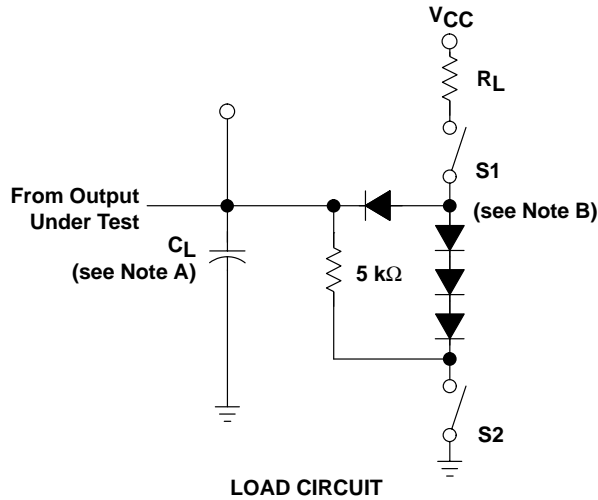 VCC
RL
S1
From Output
Under Test
(see Note B)
CL
(see Note A)
5 kΩ
S2
LOAD CIRCUIT